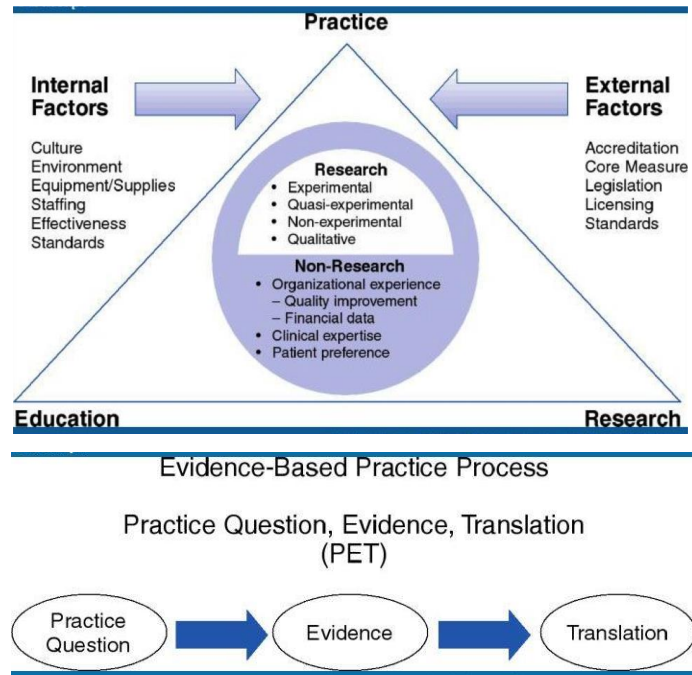 Practice
Internal
Factors
Culture
Environment
Equipment/Supplies
Staffing
Effectiveness
Standards
External
Factors
Accreditation
Core Measure
Legislation
Licensing
Standards
Research
• Experimental
• Quasi-experimental
• Non-experimental
• Qualitative
Non-Research
• Organizational experience
– Quality improvement
– Financial data
• Clinical expertise
• Patient preference
Education
Research
Evidence-Based Practice Process
Practice Question, Evidence, Translation
(PET)
Practice
Question
Evidence
Translation